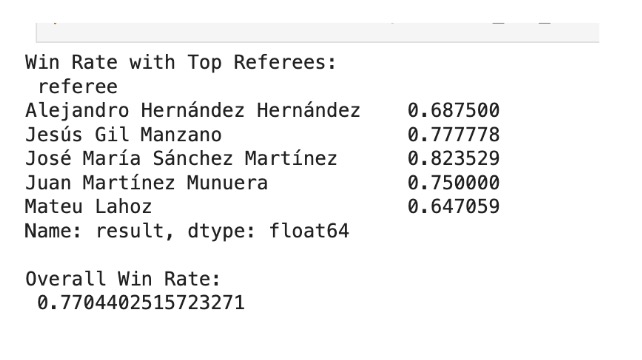 Win Rate with Top Referees:
referee
Alejandro Hernández Hernández 0.687500
Jesús Gil Manzano 0.777778
José María Sánchez Martínez 0.823529
Juan Martínez Munuera 0.750000
Mateu Lahoz 0.647059
Name: result, dtype: float64
Overall Win Rate:
0.7704402515723271